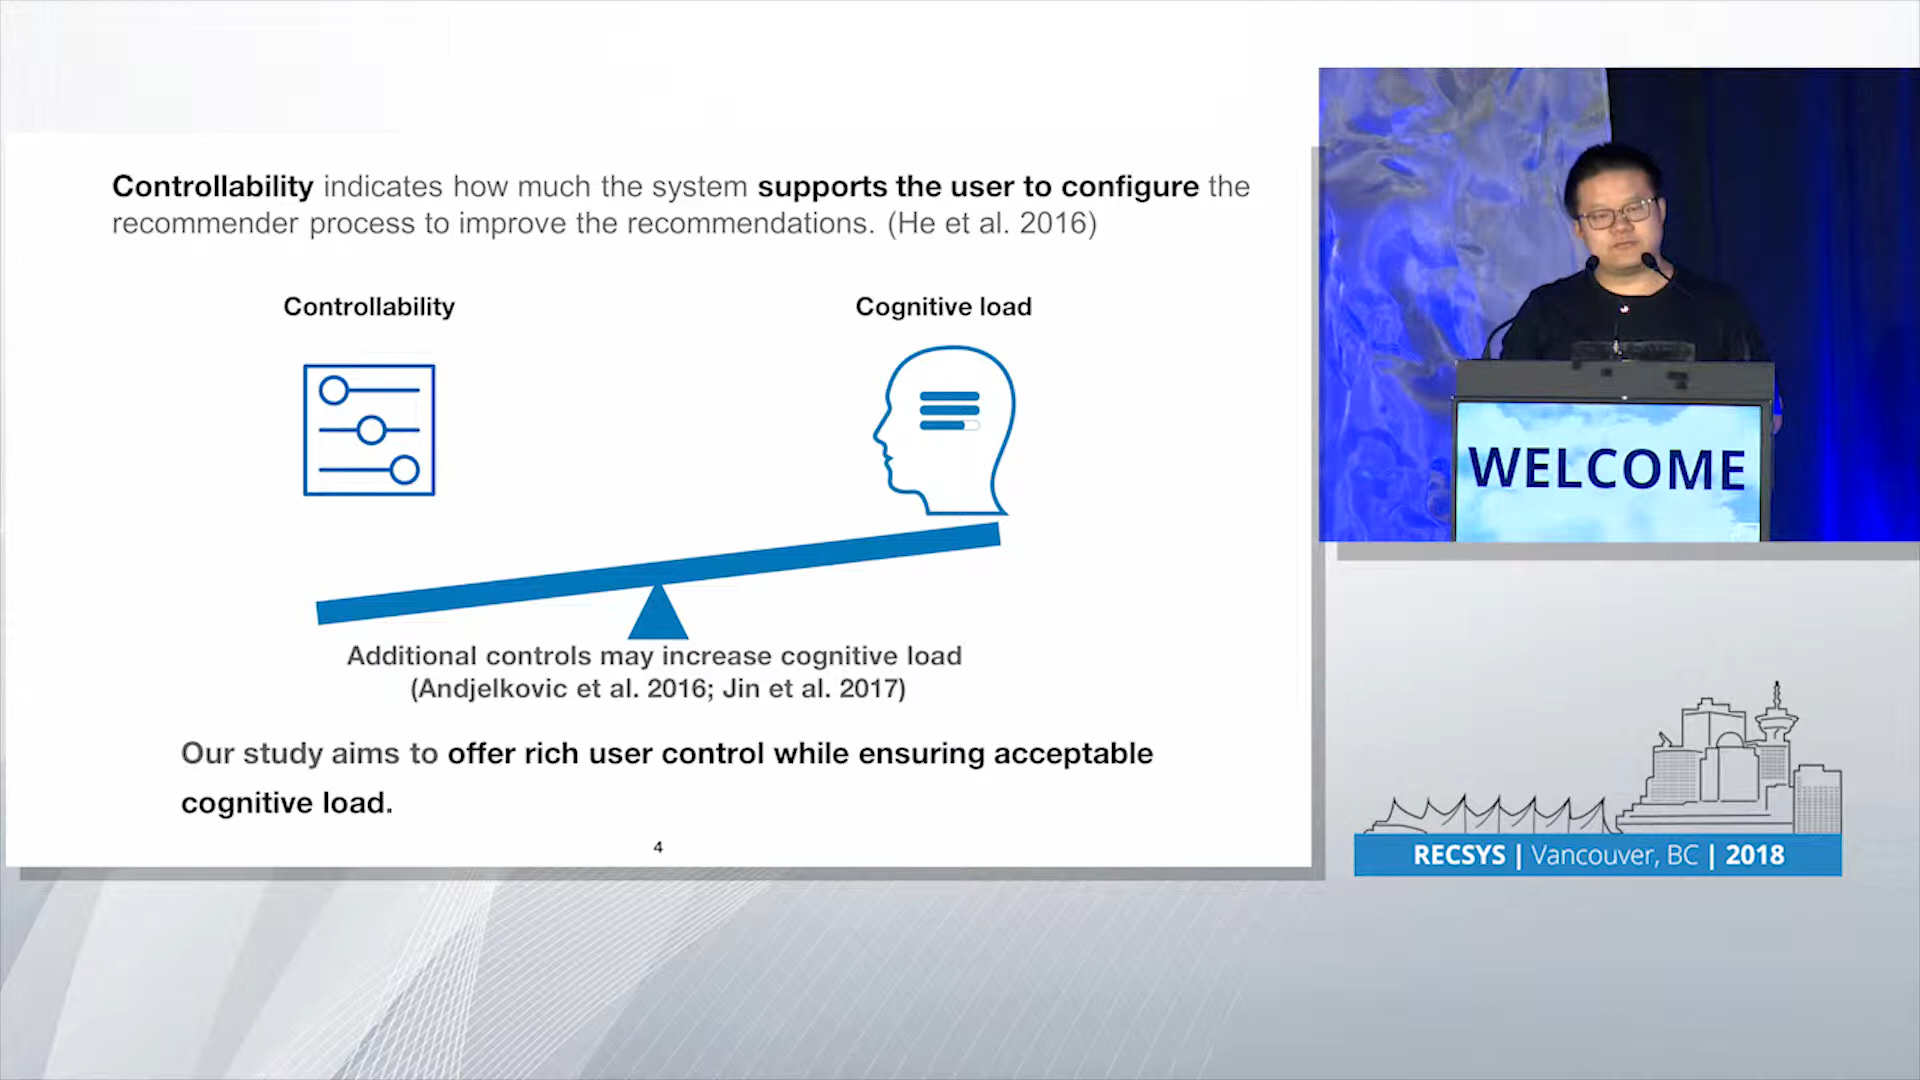 Controllability indicates how much the system supports the user to configure the
recommender process to improve the recommendations. (He et al. 2016)
Controllability
Cognitive load
Additional controls may increase cognitive load
(Andjelkovic et al. 2016; Jin et al. 2017)
Our study aims to offer rich user control while ensuring acceptable
cognitive load.
4
WELCOME
RECSYS | Vancouver, BC | 2018